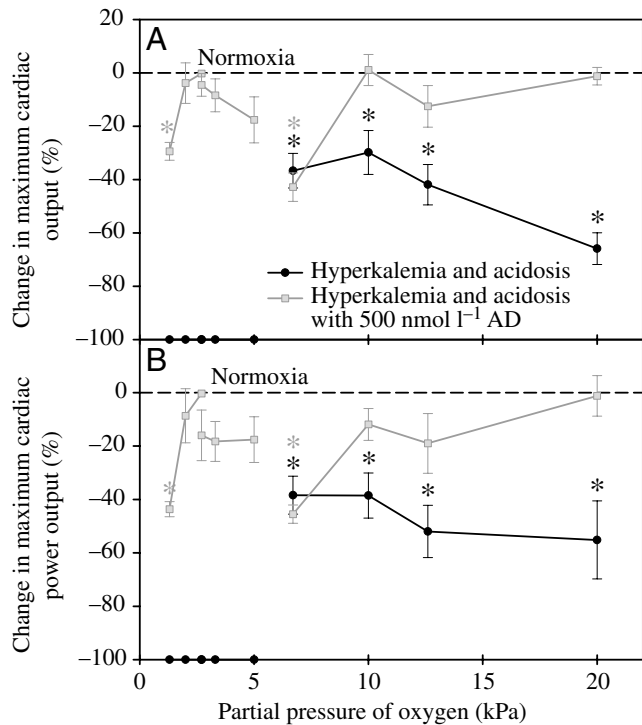 A
Normoxia
20
0
−20
−40
−60
−80
−100
Change in maximum cardiac
output (%)
* * * * * *
Hyperkalemia and acidosis
Hyperkalemia and acidosis
with 500 nmol l−1 AD
B
Normoxia
0
−20
−40
−60
−80
−100
Change in maximum cardiac
power output (%)
* * * * * *
0 5 10 15 20
Partial pressure of oxygen (kPa)